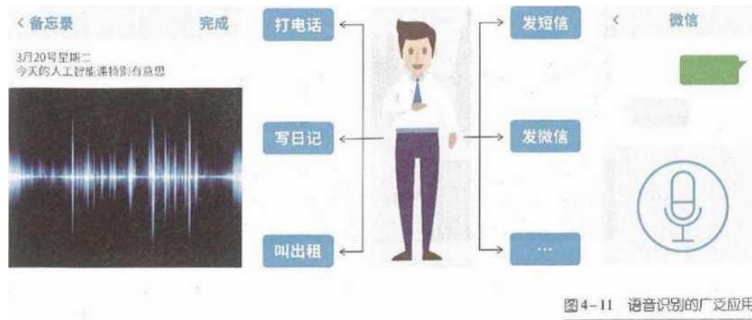 < 备忘录 完成
3月20号星期二
今天的人工智能课特别有意思
打电话
写日记
叫出租
发短信
发微信
...
< 微信
图4-11 语音识别的广泛应用